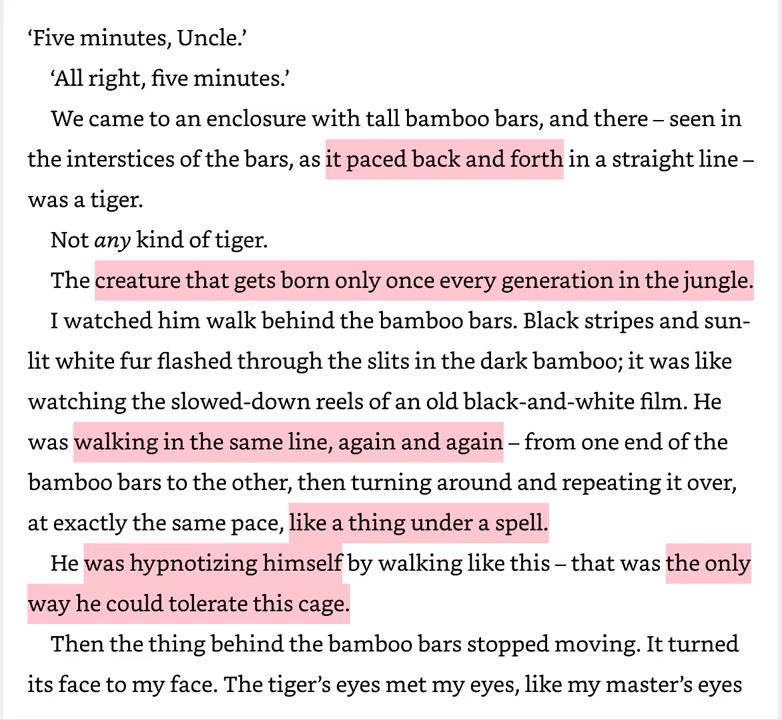 ‘Five minutes, Uncle.’
‘All right, five minutes.’
We came to an enclosure with tall bamboo bars, and there – seen in
the interstices of the bars, as it paced back and forth in a straight line –
was a tiger.
Not any kind of tiger.
The creature that gets born only once every generation in the jungle.
I watched him walk behind the bamboo bars. Black stripes and sun-
lit white fur flashed through the slits in the dark bamboo; it was like
watching the slowed-down reels of an old black-and-white film. He
was walking in the same line, again and again – from one end of the
bamboo bars to the other, then turning around and repeating it over,
at exactly the same pace, like a thing under a spell.
He was hypnotizing himself by walking like this – that was the only
way he could tolerate this cage.
Then the thing behind the bamboo bars stopped moving. It turned
its face to my face. The tiger’s eyes met my eyes, like my master’s eyes